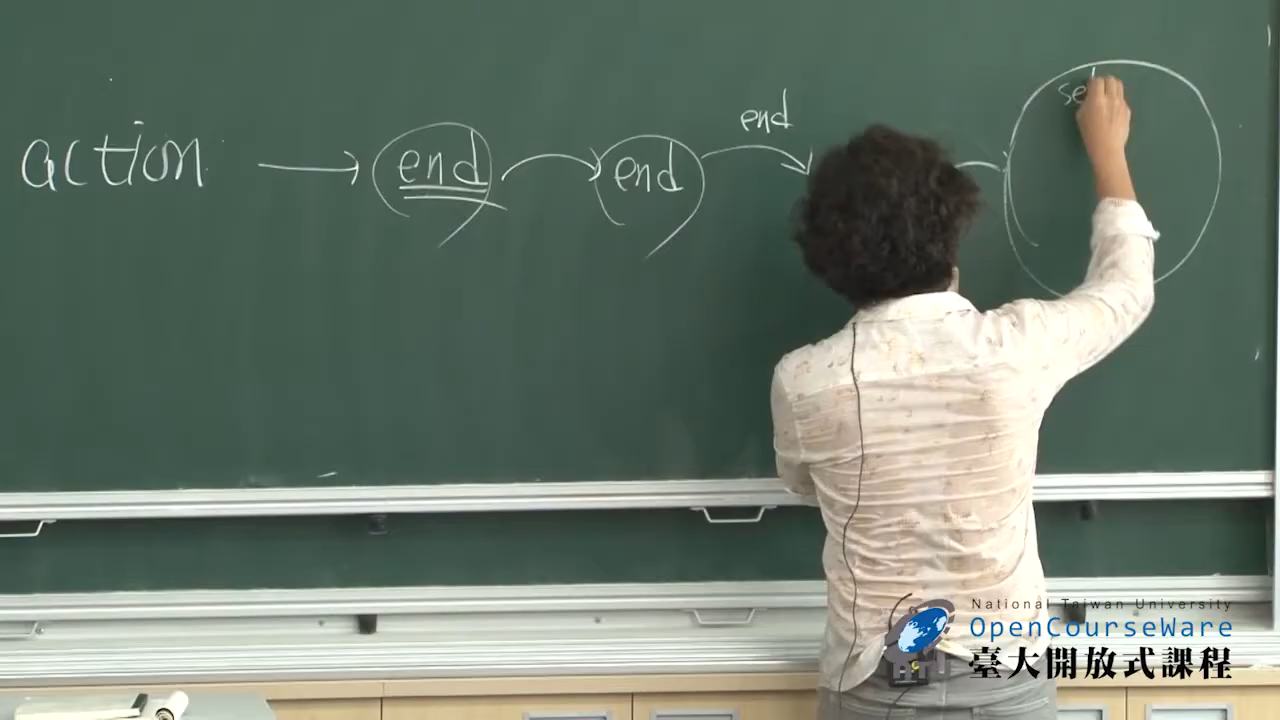 action → end end end
National Taiwan University
OpenCourseWare
臺大開放式課程